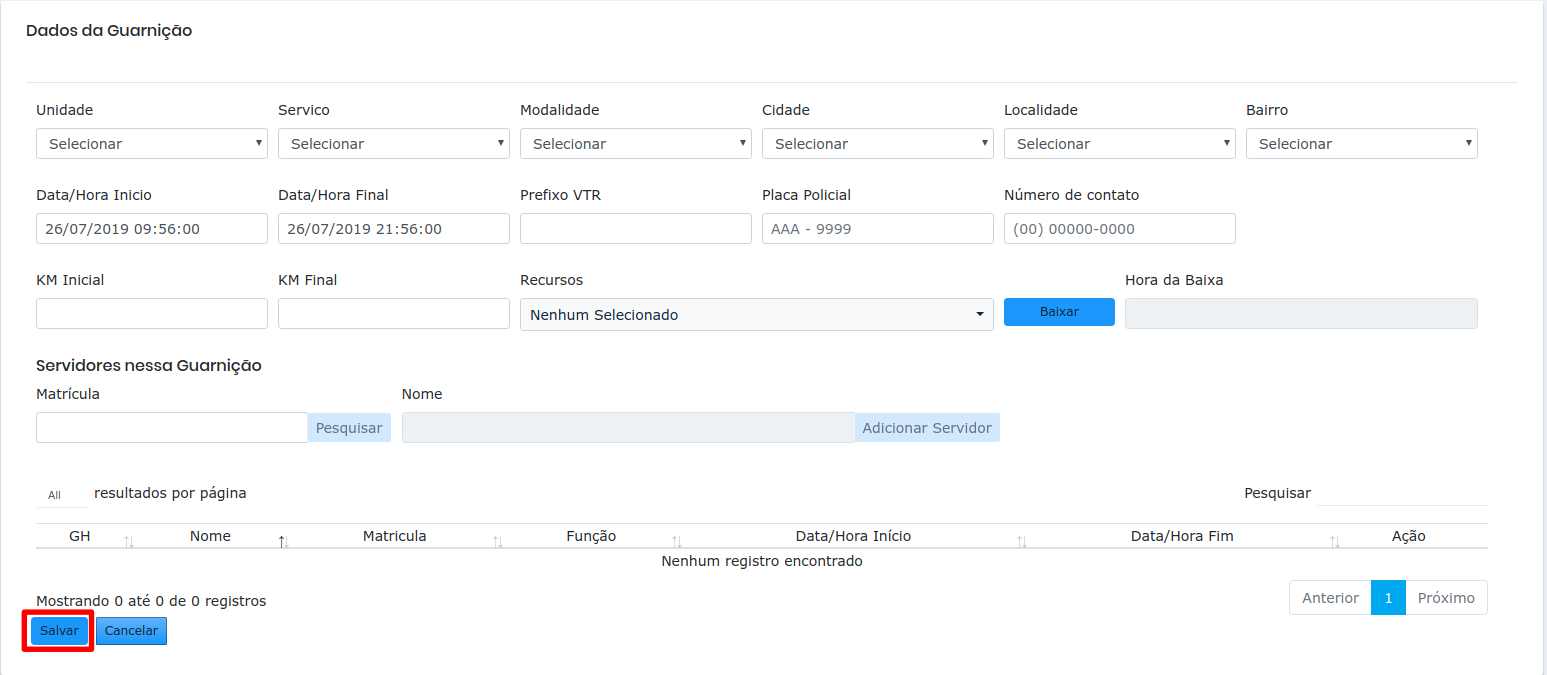 Dados da Guarnição
Unidade Servico Modalidade Cidade Localidade Bairro
Selecionar Selecionar Selecionar Selecionar Selecionar Selecionar
Data/Hora Inicio Data/Hora Final Prefixo VTR Placa Policial Número de contato
26/07/2019 09:56:00 26/07/2019 21:56:00 AAA - 9999 (00) 00000-0000
KM Inicial KM Final Recursos Hora da Baixa
Nenhum Selecionado Baixar
Servidores nessa Guarnição
Matrícula Nome
Pesquisar Adicionar Servidor
All resultados por página Pesquisar
GH Nome Matricula Função Data/Hora Início Data/Hora Fim Ação
Nenhum registro encontrado
Mostrando 0 até 0 de 0 registros Anterior 1 Próximo
Salvar Cancelar